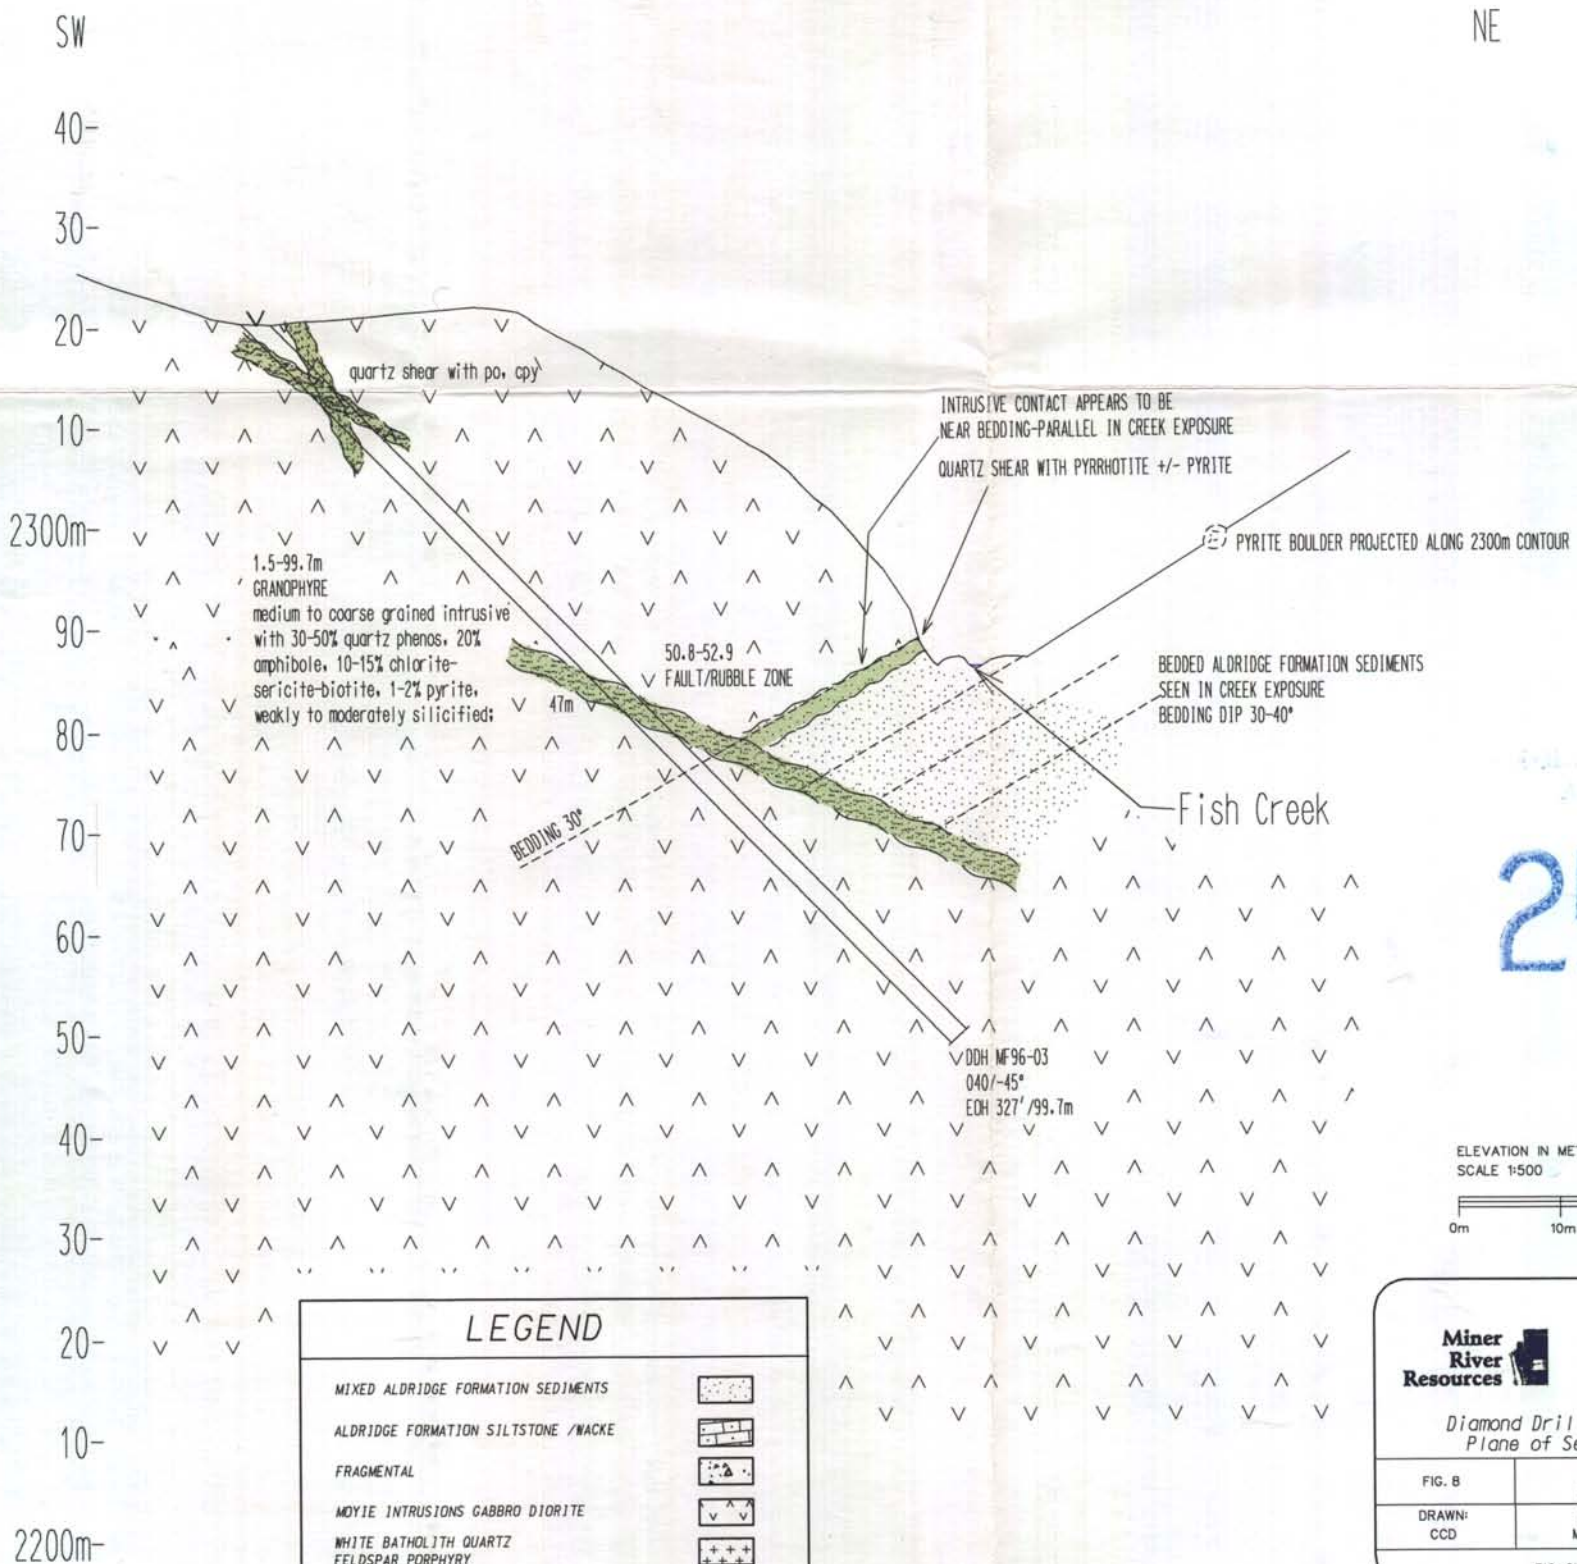 SW
NE
40-
30-
20-
10-
2300m-
90-
80-
70-
60-
50-
40-
30-
20-
10-
2200m-
quartz shear with po, cpy
INTRUSIVE CONTACT APPEARS TO BE
NEAR BEDDING-PARALLEL IN CREEK EXPOSURE
QUARTZ SHEAR WITH PYRRHOTITE +/- PYRITE
PYRITE BOULDER PROJECTED ALONG 2300m CONTOUR
1.5-99.7m
GRANOPHYRE
medium to coarse grained intrusive
with 30-50% quartz phenos, 20%
amphibole, 10-15% chlorite-
sericite-biotite, 1-2% pyrite,
weakly to moderately silicified;
50.8-52.9
FAULT/RUBBLE ZONE
47m
BEDDED ALDRIDGE FORMATION SEDIMENTS
SEEN IN CREEK EXPOSURE
BEDDING DIP 30-40°
BEDDING 30°
Fish Creek
2
DDH MF96-03
040/-45°
EOH 327'/99.7m
ELEVATION IN ME
SCALE 1:500
0m
10m
LEGEND
MIXED ALDRIDGE FORMATION SEDIMENTS
ALDRIDGE FORMATION SILTSTONE /WACKE
FRAGMENTAL
MOYIE INTRUSIONS GABBRO DIORITE
WHITE BATHOLITH QUARTZ
FELDSPAR PORPHYRY
Miner
River
Resources
Diamond Dril
Plane of Se
FIG. 8
DRAWN:
CCD